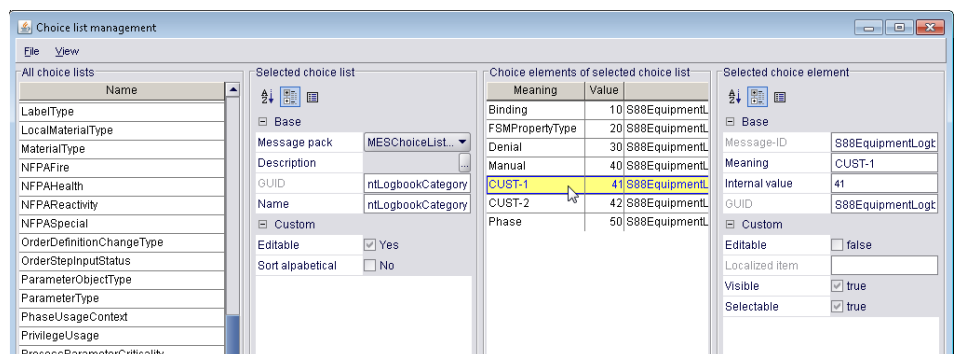 Choice list management
File View
All choice lists
Name
LabelType
LocalMaterialType
MaterialType
NFPAFire
NFPAHealth
NFPAReactivity
NFPASpecial
OrderDefinitionChangeType
OrderStepInputStatus
ParameterObjectType
ParameterType
PhaseUsageContext
PrivilegeUsage
ProcessParameterCriticality
Selected choice list
Base
Message pack MESChoiceList...
Description ...
GUID ntLogbookCategory
Name ntLogbookCategory
Custom
Editable Yes
Sort alpabetical No
Choice elements of selected choice list
Meaning Value
Binding 10 S88EquipmentL
FSMPropertyType 20 S88EquipmentL
Denial 30 S88EquipmentL
Manual 40 S88EquipmentL
CUST-1 41 S88EquipmentL
CUST-2 42 S88EquipmentL
Phase 50 S88EquipmentL
Selected choice element
Base
Message-ID S88EquipmentLogb
Meaning CUST-1
Internal value 41
GUID S88EquipmentLogb
Custom
Editable false
Localized item
Visible true
Selectable true